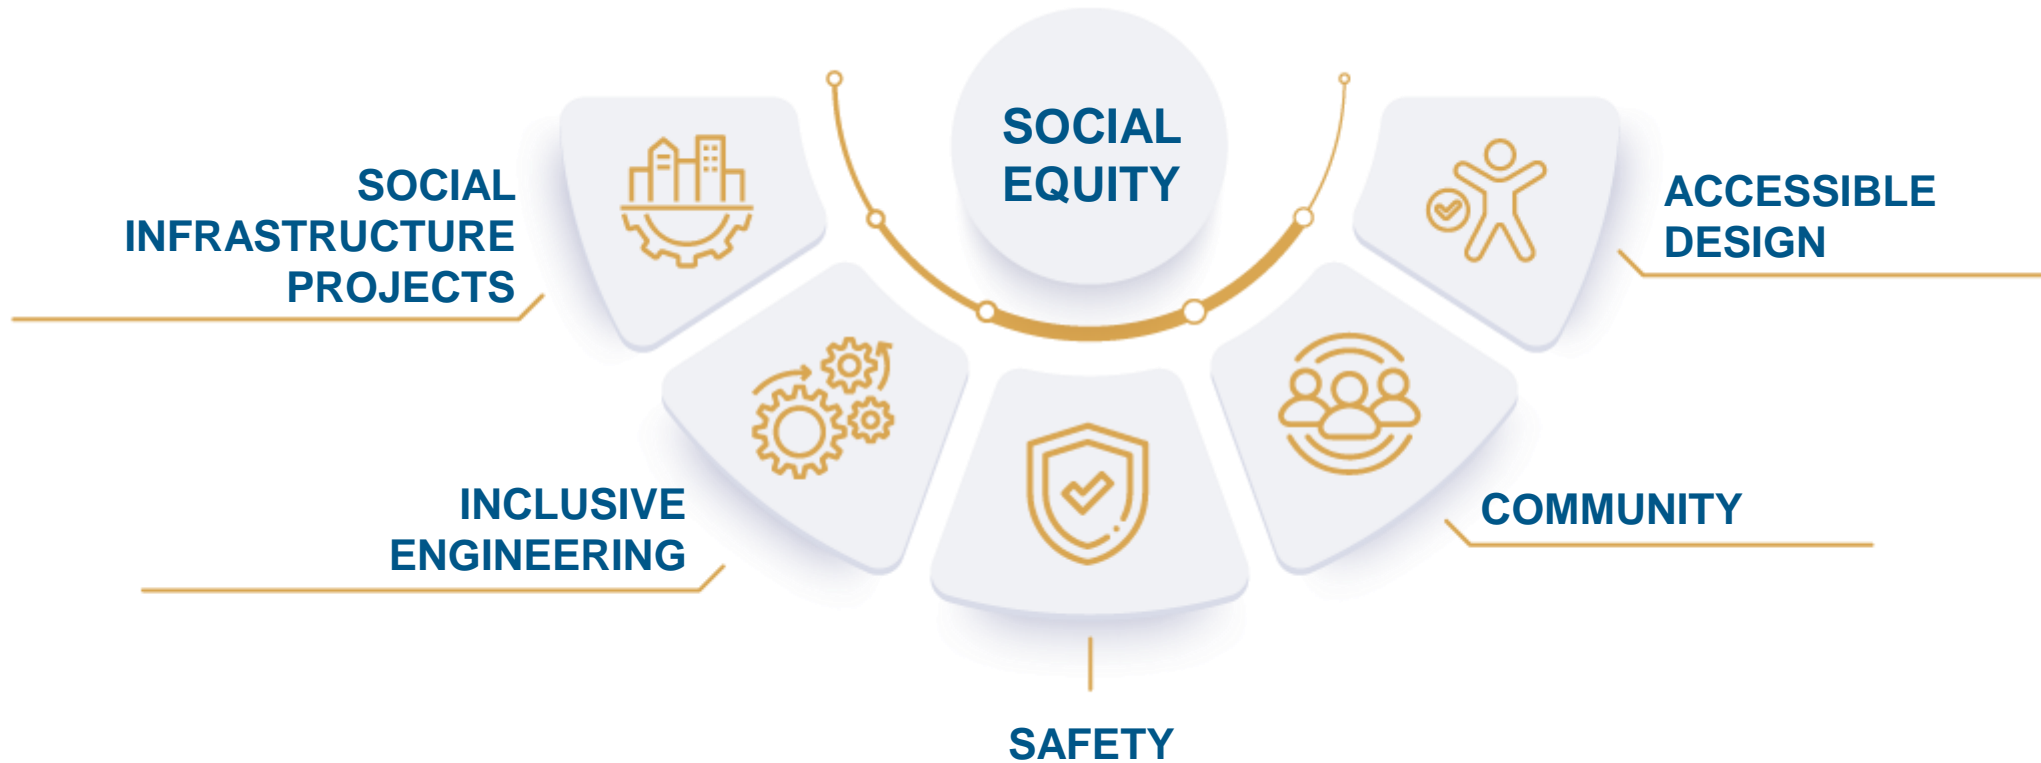 SOCIAL
EQUITY
SOCIAL
INFRASTRUCTURE
PROJECTS
INCLUSIVE
ENGINEERING
SAFETY
COMMUNITY
ACCESSIBLE
DESIGN